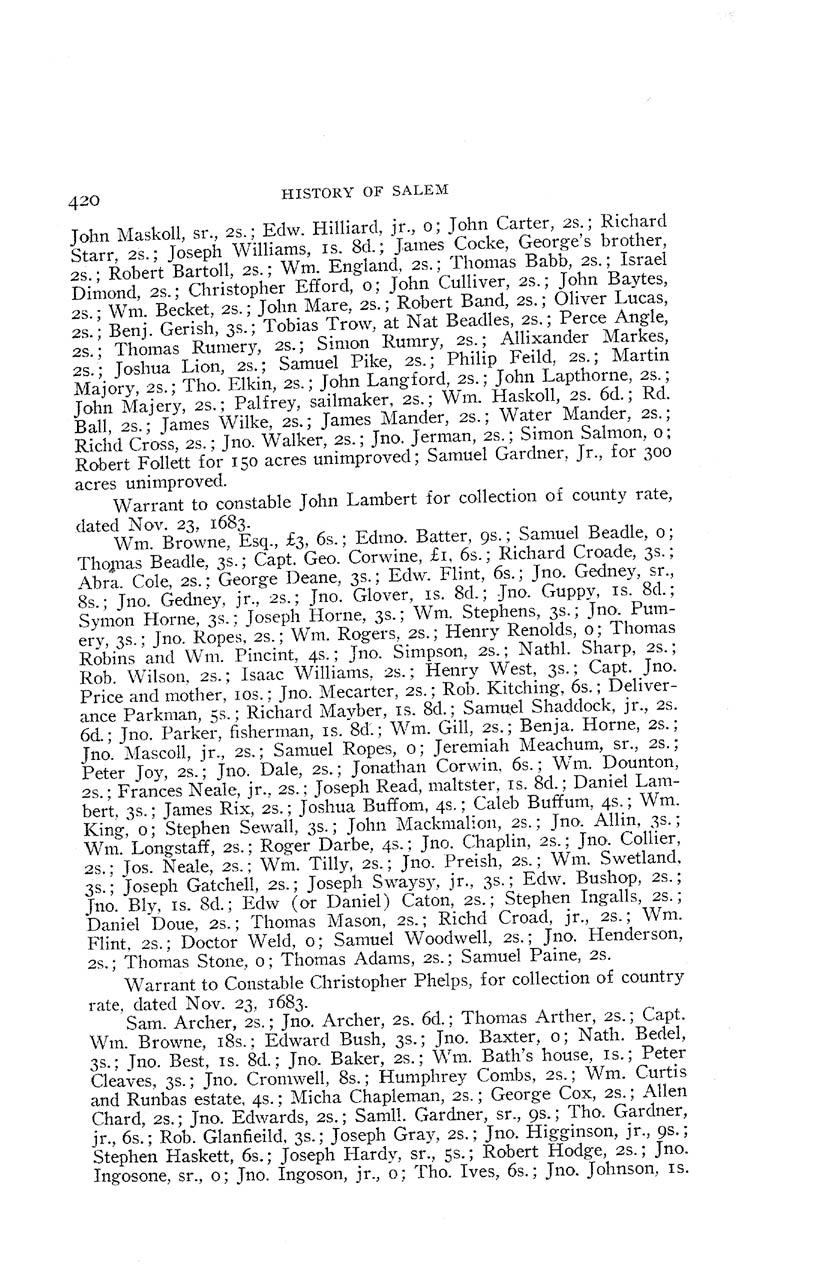 420 HISTORY OF SALEM
John Maskoll, sr., 2s.; Edw. Hilliard, jr., 0; John Carter, 2s.; Richard
Starr, 2s.; Joseph Williams, 1s. 8d.; James Cocke, George's brother,
2s.; Robert Bartoll, 2s.; Wm. England, 2s.; Thomas Babb, 2s.; Israel
Dimond, 2s.; Christopher Efford, 0; John Culliver, 2s.; John Baytes,
2s.; Wm. Becket, 2s.; John Mare, 2s.; Robert Band, 2s.; Oliver Lucas,
2s.; Benj. Gerish, 3s.; Tobias Trow, at Nat Beadles, 2s.; Perce Angle,
2s.; Thomas Rumery, 2s.; Simon Rumry, 2s.; Allixander Markes,
2s.; Joshua Lion, 2s.; Samuel Pike, 2s.; Philip Feild, 2s.; Martin
Majory, 2s.; Tho. Elkin, 2s.; John Langford, 2s.; John Lapthorne, 2s.;
John Majery, 2s.; Palfrey, sailmaker, 2s.; Wm. Haskoll, 2s. 6d.; Rd.
Ball, 2s.; James Wilke, 2s.; James Mander, 2s.; Water Mander, 2s.;
Richd Cross, 2s.; Jno. Walker, 2s.; Jno. Jerman, 2s.; Simon Salmon, 0;
Robert Follett for 150 acres unimproved; Samuel Gardner, Jr., for 300
acres unimproved.
Warrant to constable John Lambert for collection of county rate,
dated Nov. 23, 1683.
Wm. Browne, Esq., £3, 6s.; Edmo. Batter, 9s.; Samuel Beadle, 0;
Thomas Beadle, 3s.; Capt. Geo. Corwine, £1, 6s.; Richard Croade, 3s.;
Abra. Cole, 2s.; George Deane, 3s.; Edw. Flint, 6s.; Jno. Gedney, sr.,
8s.; Jno. Gedney, jr., 2s.; Jno. Glover, 1s. 8d.; Jno. Guppy, 1s. 8d.;
Symon Horne, 3s.; Joseph Horne, 3s.; Wm. Stephens, 3s.; Jno. Pum-
ery, 3s.; Jno. Ropes, 2s.; Wm. Rogers, 2s.; Henry Renolds, 0; Thomas
Robins and Wm. Pincint, 4s.; Jno. Simpson, 2s.; Nathl. Sharp, 2s.;
Rob. Wilson, 2s.; Isaac Williams, 2s.; Henry West, 3s.; Capt. Jno.
Price and mother, 10s.; Jno. Mecarter, 2s.; Rob. Kitching, 6s.; Deliver-
ance Parkman, 5s.; Richard Mayber, 1s. 8d.; Samuel Shaddock, jr., 2s.
6d.; Jno. Parker, fisherman, 1s. 8d.; Wm. Gill, 2s.; Benja. Horne, 2s.;
Jno. Mascoll, jr., 2s.; Samuel Ropes, 0; Jeremiah Meachum, sr., 2s.;
Peter Joy, 2s.; Jno. Dale, 2s.; Jonathan Corwin, 6s.; Wm. Dounton,
2s.; Frances Neale, jr., 2s.; Joseph Read, maltster, 1s. 8d.; Daniel Lam-
bert, 3s.; James Rix, 2s.; Joshua Buffom, 4s.; Caleb Buffum, 4s.; Wm.
King, 0; Stephen Sewall, 3s.; John Mackmalion, 2s.; Jno. Allin, 3s.;
Wm. Longstaff, 2s.; Roger Darbe, 4s.; Jno. Chaplin, 2s.; Jno. Collier,
2s.; Jos. Neale, 2s.; Wm. Tilly, 2s.; Jno. Preish, 2s.; Wm. Swetland,
3s.; Joseph Gatchell, 2s.; Joseph Swaysy, jr., 3s.; Edw. Bushop, 2s.;
Jno. Bly, 1s. 8d.; Edw (or Daniel) Caton, 2s.; Stephen Ingalls, 2s.;
Daniel Doue, 2s.; Thomas Mason, 2s.; Richd Croad, jr., 2s.; Wm.
Flint, 2s.; Doctor Weld, 0; Samuel Woodwell, 2s.; Jno. Henderson,
2s.; Thomas Stone, 0; Thomas Adams, 2s.; Samuel Paine, 2s.
Warrant to Constable Christopher Phelps, for collection of country
rate, dated Nov. 23, 1683.
Sam. Archer, 2s.; Jno. Archer, 2s. 6d.; Thomas Arther, 2s.; Capt.
Wm. Browne, 18s.; Edward Bush, 3s.; Jno. Baxter, 0; Nath. Bedel,
3s.; Jno. Best, 1s. 8d.; Jno. Baker, 2s.; Wm. Bath's house, 1s.; Peter
Cleaves, 3s.; Jno. Cromwell, 8s.; Humphrey Combs, 2s.; Wm. Curtis
and Runbas estate, 4s.; Micha Chapleman, 2s.; George Cox, 2s.; Allen
Chard, 2s.; Jno. Edwards, 2s.; Samll. Gardner, sr., 9s.; Tho. Gardner,
jr., 6s.; Rob. Glanfieild, 3s.; Joseph Gray, 2s.; Jno. Higginson, jr., 9s.;
Stephen Haskett, 6s.; Joseph Hardy, sr., 5s.; Robert Hodge, 2s.; Jno.
Ingosone, sr., 0; Jno. Ingoson, jr., 0; Tho. Ives, 6s.; Jno. Johnson, 1s.